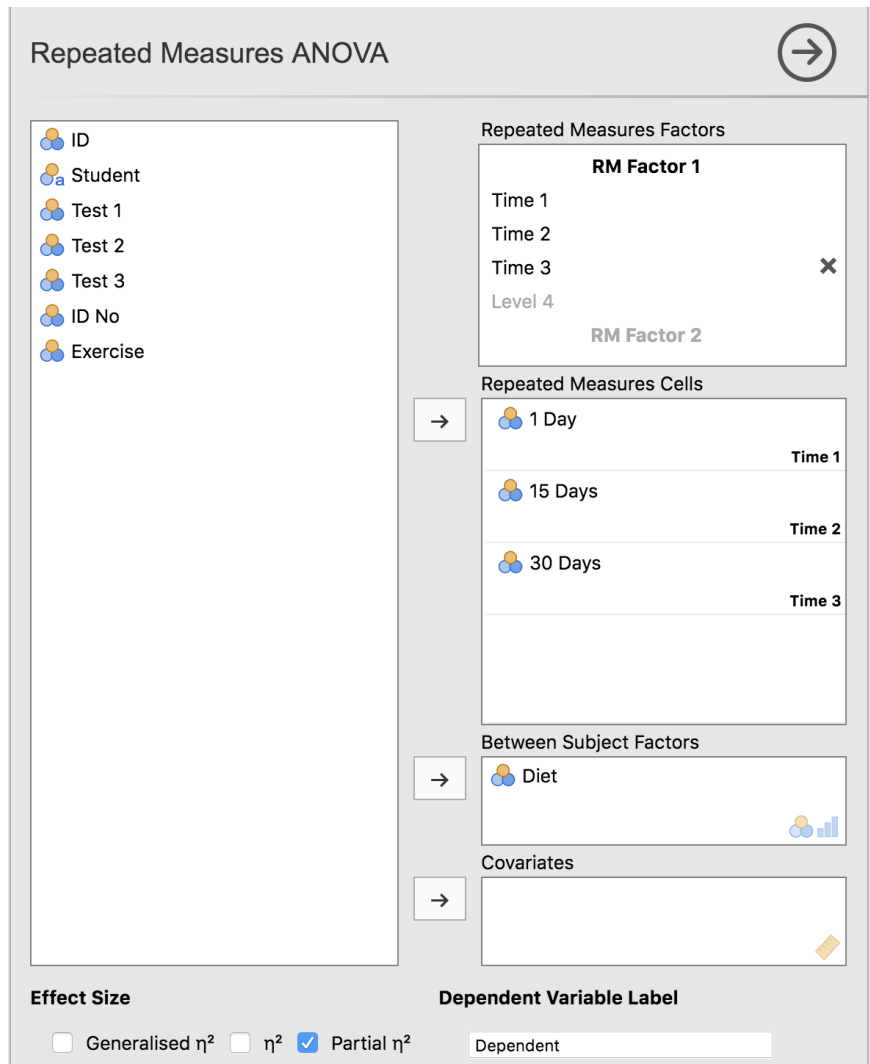 Repeated Measures ANOVA
ID
Student
Test 1
Test 2
Test 3
ID No
Exercise
Repeated Measures Factors
RM Factor 1
Time 1
Time 2
Time 3
Level 4
RM Factor 2
Repeated Measures Cells
1 Day
Time 1
15 Days
Time 2
30 Days
Time 3
Between Subject Factors
Diet
Covariates
Effect Size
Generalised η² η² Partial η²
Dependent Variable Label
Dependent